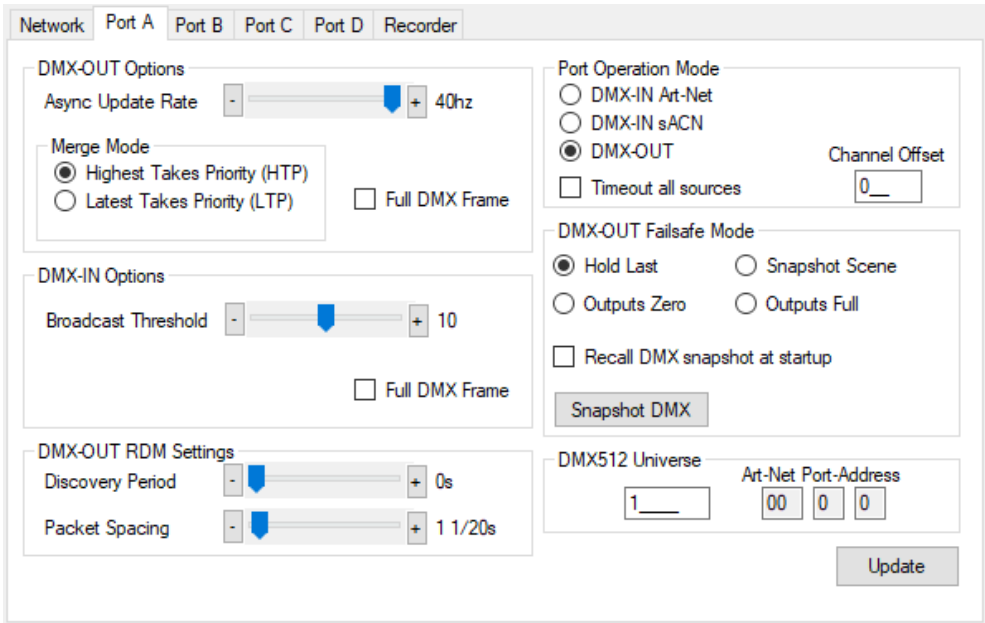 Network Port A Port B Port C Port D Recorder
DMX-OUT Options
Async Update Rate - + 40hz
Merge Mode
Highest Takes Priority (HTP)
Latest Takes Priority (LTP)
Full DMX Frame
DMX-IN Options
Broadcast Threshold - + 10
Full DMX Frame
DMX-OUT RDM Settings
Discovery Period - + 0s
Packet Spacing - + 1 1/20s
Port Operation Mode
DMX-IN Art-Net
DMX-IN sACN
DMX-OUT
Channel Offset
Timeout all sources 0__
DMX-OUT Failsafe Mode
Hold Last Snapshot Scene
Outputs Zero Outputs Full
Recall DMX snapshot at startup
Snapshot DMX
DMX512 Universe
Art-Net Port-Address
1____ 00 0 0
Update